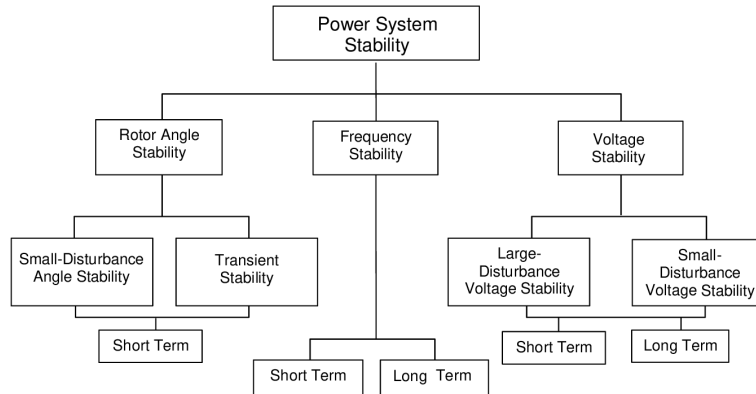 Power System
Stability
Rotor Angle
Stability
Frequency
Stability
Voltage
Stability
Small-Disturbance
Angle Stability
Transient
Stability
Large-
Disturbance
Voltage Stability
Small-
Disturbance
Voltage Stability
Short Term
Short Term
Long Term
Short Term
Long Term